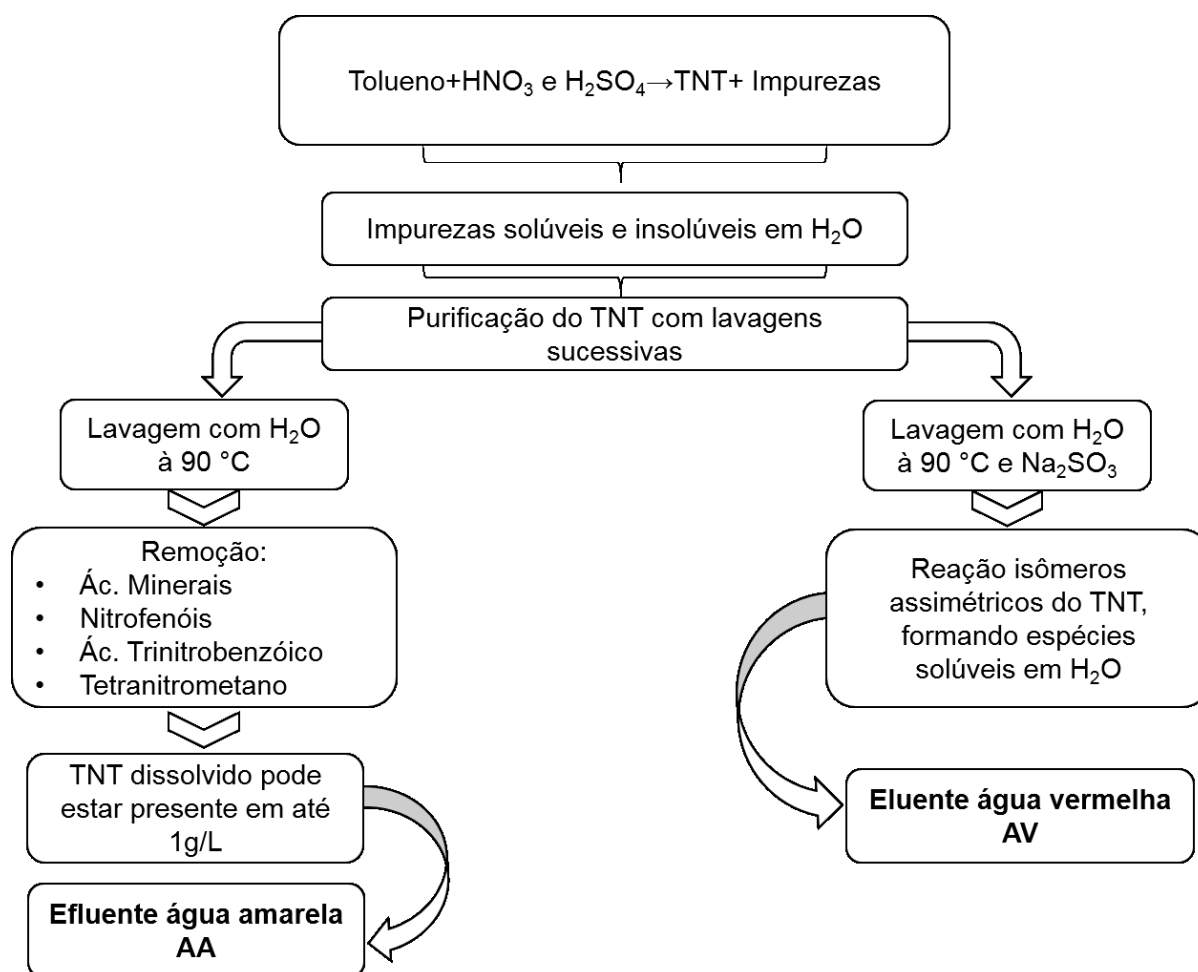 Tolueno+HNO₃ e H₂SO₄→TNT+ Impurezas
Impurezas solúveis e insolúveis em H₂O
Purificação do TNT com lavagens
sucessivas
Lavagem com H₂O
à 90 °C
Remoção:
• Ác. Minerais
• Nitrofenóis
• Ác. Trinitrobenzóico
• Tetranitrometano
TNT dissolvido pode
estar presente em até
1g/L
Efluente água amarela
AA
Lavagem com H₂O
à 90 °C e Na₂SO₃
Reação isômeros
assimétricos do TNT,
formando espécies
solúveis em H₂O
Eluente água vermelha
AV